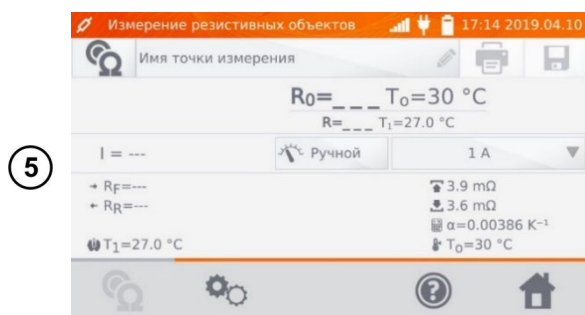 Измерение резистивных объектов 17:14 2019.04.10
Имя точки измерения
R₀=_ _ _ Tₒ=30 °C
R=_ _ _ T₁=27.0 °C
5
I = --- Ручной 1 A
→ RF=--- 3.9 mΩ
← RR=--- 3.6 mΩ
α=0.00386 K⁻¹
T₁=27.0 °C T₀=30 °C